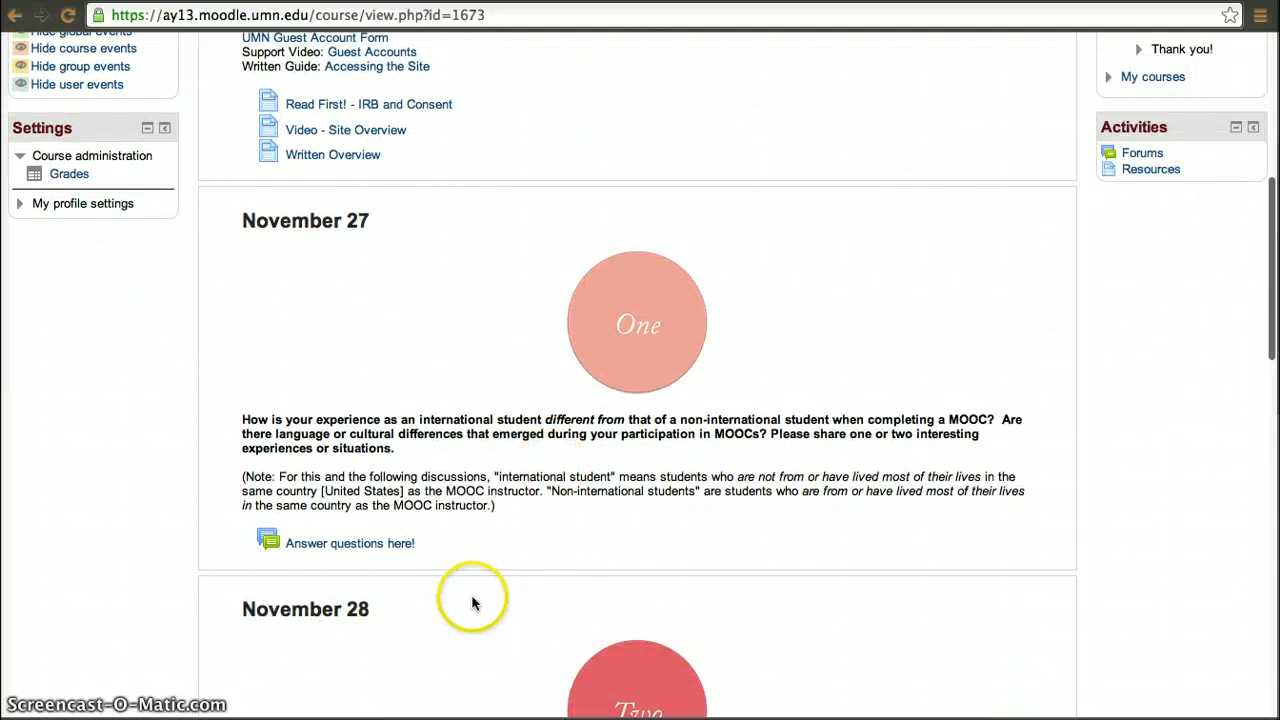 https://ay13.moodle.umn.edu/course/view.php?id=1673
Hide global events
Hide course events
Hide group events
Hide user events
Settings
Course administration
Grades
My profile settings
UMN Guest Account Form
Support Video: Guest Accounts
Written Guide: Accessing the Site
Read First! - IRB and Consent
Video - Site Overview
Written Overview
November 27
One
How is your experience as an international student different from that of a non-international student when completing a MOOC? Are
there language or cultural differences that emerged during your participation in MOOCs? Please share one or two interesting
experiences or situations.
(Note: For this and the following discussions, "international student" means students who are not from or have lived most of their lives in the
same country [United States] as the MOOC instructor. "Non-international students" are students who are from or have lived most of their lives
in the same country as the MOOC instructor.)
Answer questions here!
November 28
Two
Thank you!
My courses
Activities
Forums
Resources
Screencast-O-Matic.com